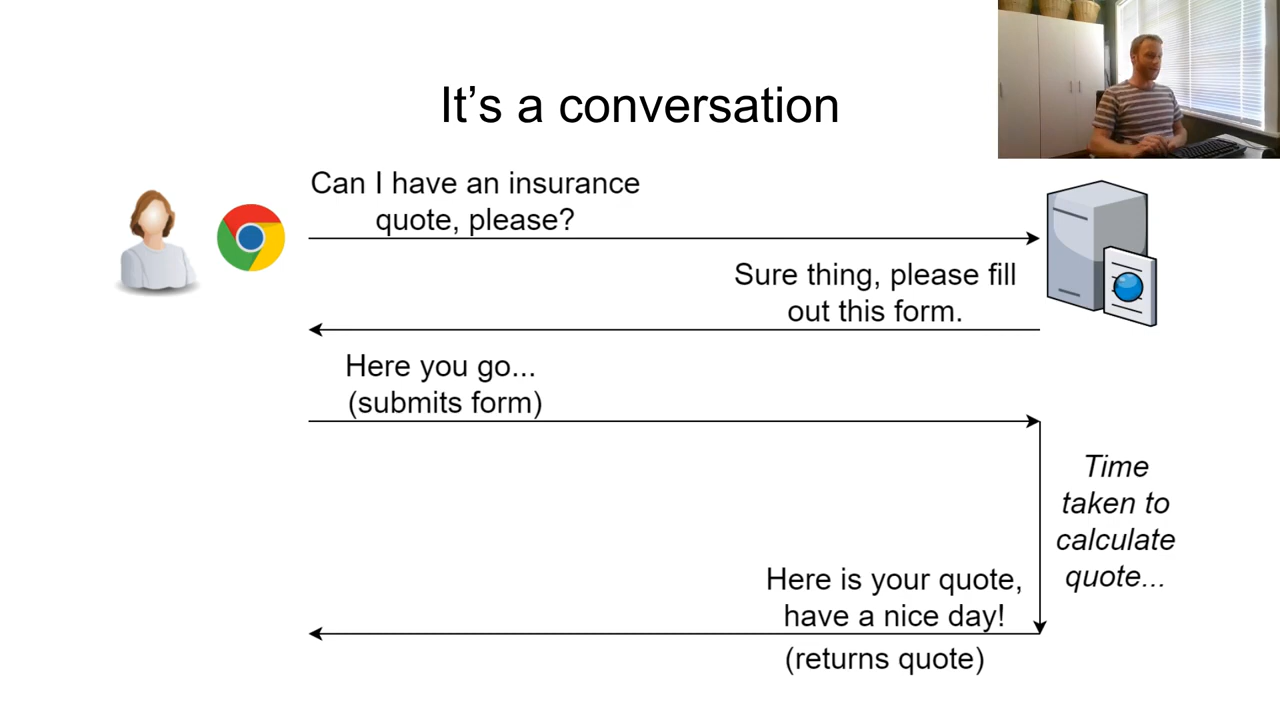 It’s a conversation
Can I have an insurance
quote, please?
Sure thing, please fill
out this form.
Here you go...
(submits form)
Time
taken to
calculate
quote...
Here is your quote,
have a nice day!
(returns quote)